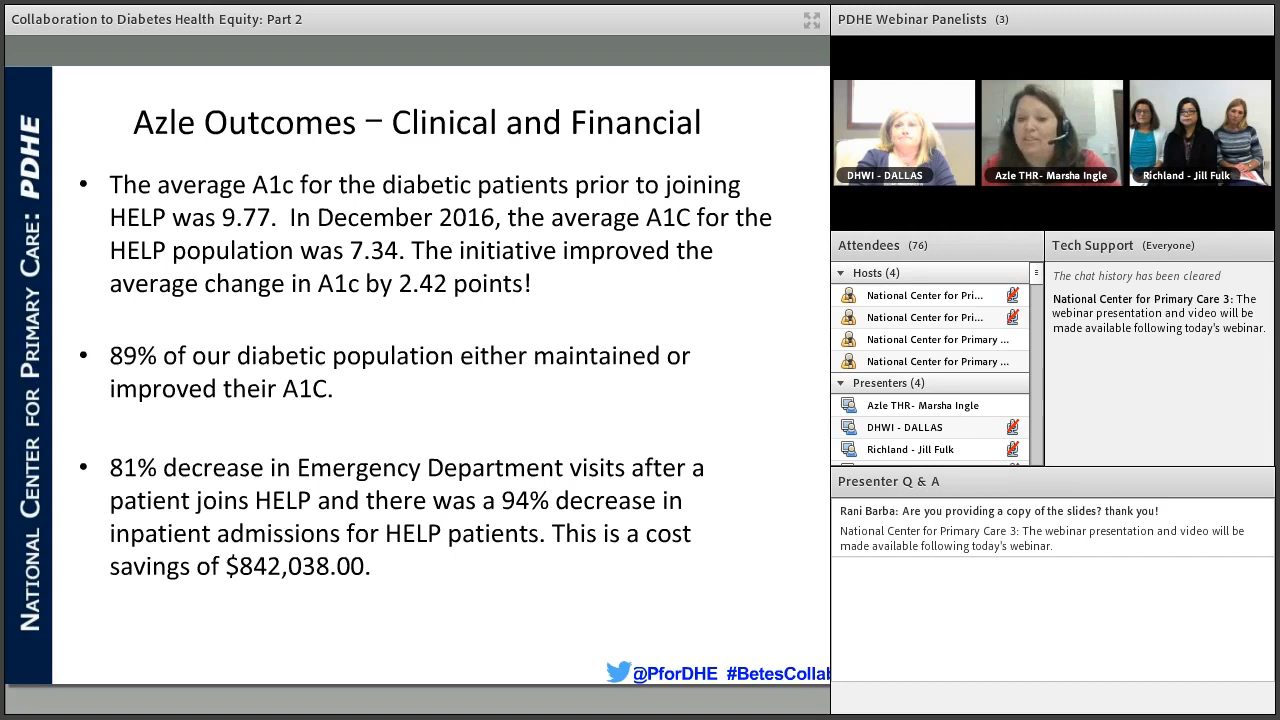 Collaboration to Diabetes Health Equity: Part 2
NATIONAL CENTER FOR PRIMARY CARE: PDHE
Azle Outcomes – Clinical and Financial
• The average A1c for the diabetic patients prior to joining
HELP was 9.77.  In December 2016, the average A1C for the
HELP population was 7.34. The initiative improved the
average change in A1c by 2.42 points!
• 89% of our diabetic population either maintained or
improved their A1C.
• 81% decrease in Emergency Department visits after a
patient joins HELP and there was a 94% decrease in
inpatient admissions for HELP patients. This is a cost
savings of $842,038.00.
@PforDHE #BetesCollab
PDHE Webinar Panelists (3)
DHWI - DALLAS
Azle THR- Marsha Ingle
Richland - Jill Fulk
Attendees (76)
Hosts (4)
National Center for Pri...
National Center for Pri...
National Center for Primary ...
National Center for Primary ...
Presenters (4)
Azle THR- Marsha Ingle
DHWI - DALLAS
Richland - Jill Fulk
Tech Support (Everyone)
The chat history has been cleared
National Center for Primary Care 3: The
webinar presentation and video will be
made available following today's webinar.
Presenter Q & A
Rani Barba: Are you providing a copy of the slides? thank you!
National Center for Primary Care 3: The webinar presentation and video will be
made available following today's webinar.